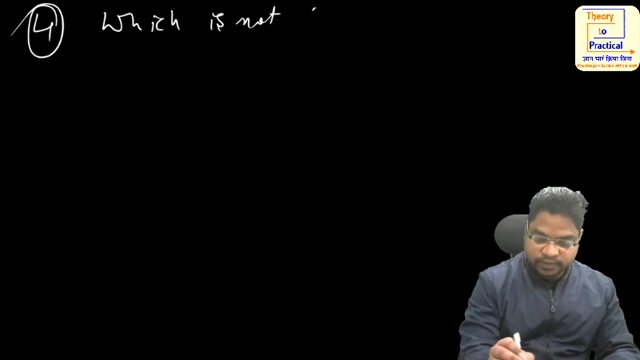 4 Which is not
Theory
to
Practical
ज्ञान भारं क्रिया विना